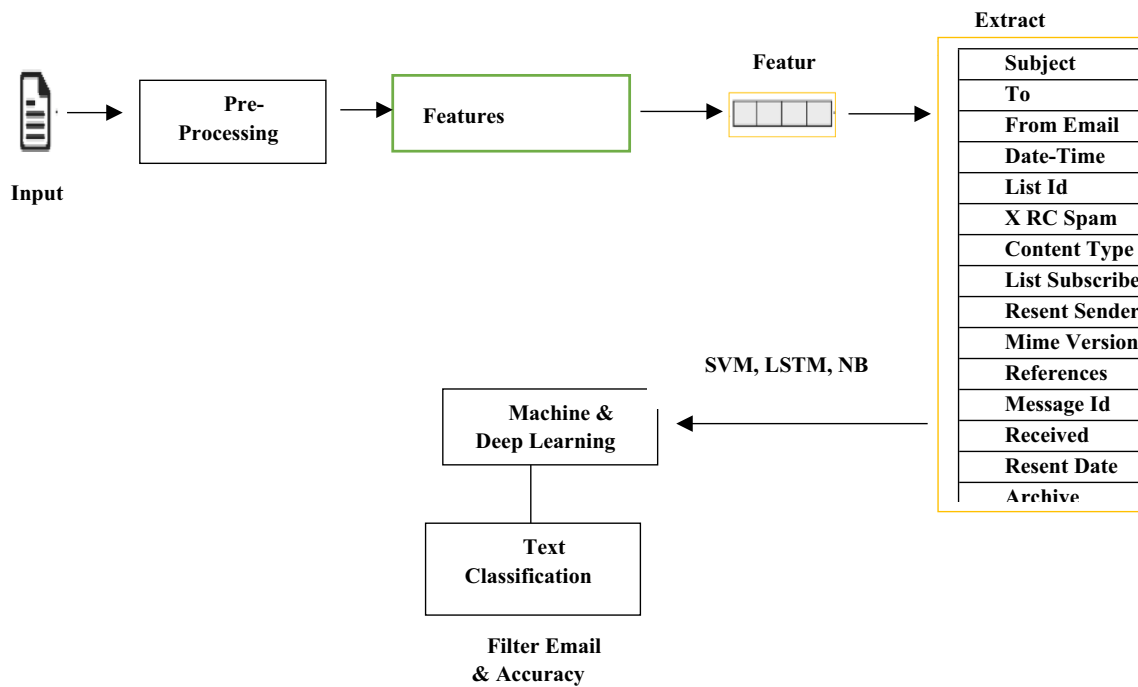 Input
Pre-
Processing
Features
Featur
Extract
Subject
To
From Email
Date-Time
List Id
X RC Spam
Content Type
List Subscribe
Resent Sender
Mime Version
References
Message Id
Received
Resent Date
Archive
SVM, LSTM, NB
Machine &
Deep Learning
Text
Classification
Filter Email
& Accuracy